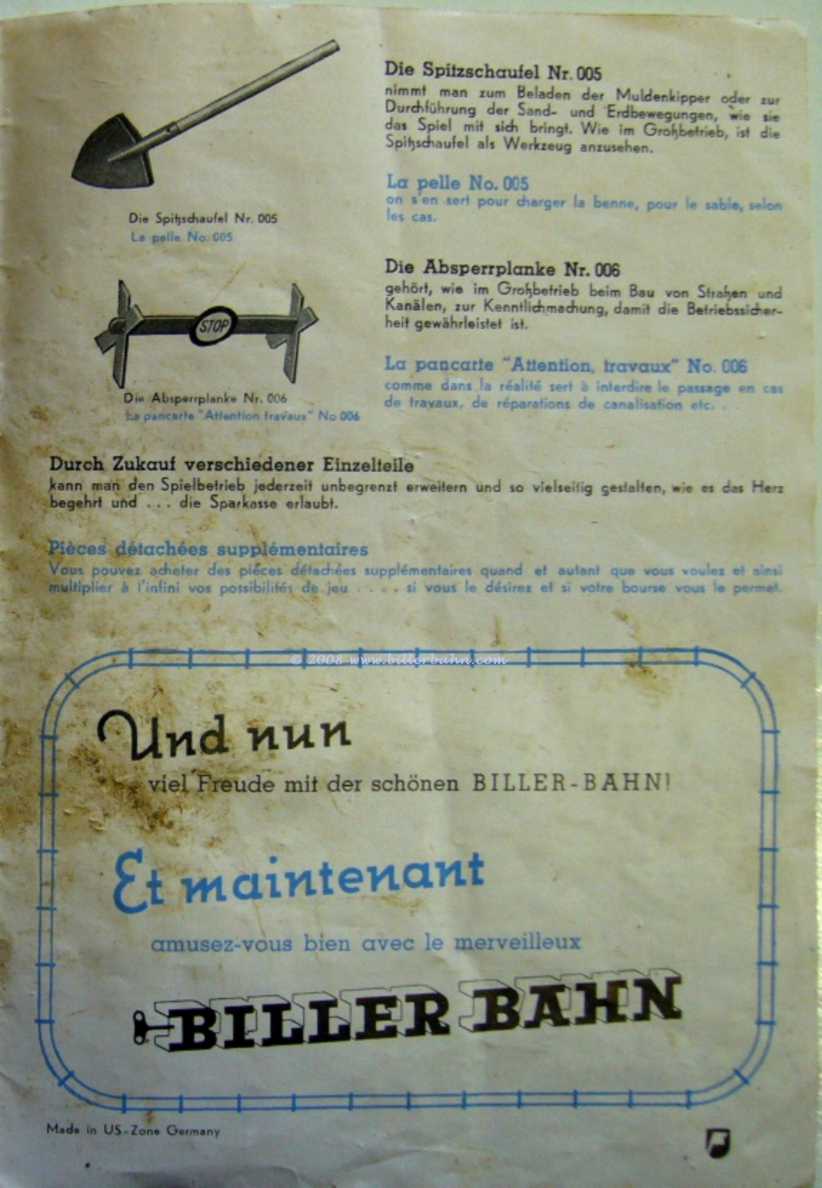 Die Spitzschaufel Nr. 005
nimmt man zum Beladen der Muldenkipper oder zur
Durchführung der Sand- und Erdbewegungen, wie sie
das Spiel mit sich bringt. Wie im Großbetrieb, ist die
Spitzschaufel als Werkzeug anzusehen.
La pelle No. 005
on s'en sert pour charger la benne, pour le sable, selon
les cas.
Die Spitzschaufel Nr. 005
La pelle No. 005
Die Absperrplanke Nr. 006
gehört, wie im Großbetrieb beim Bau von Straßen und
Kanälen, zur Kenntlichmachung, damit die Betriebssicher-
heit gewährleistet ist.
La pancarte "Attention, travaux" No. 006
comme dans la réalité sert à interdire le passage en cas
de travaux, de réparations de canalisation etc. .
STOP
Die Absperrplanke Nr. 006
La pancarte "Attention travaux" No 006
Durch Zukauf verschiedener Einzelteile
kann man den Spielbetrieb jederzeit unbegrenzt erweitern und so vielseitig gestalten, wie es das Herz
begehrt und . . . die Sparkasse erlaubt.
Pièces détachées supplémentaires
Vous pouvez acheter des pièces détachées supplémentaires quand et autant que vous voulez et ainsi
multiplier à l'infini vos possibilités de jeu . . . . si vous le désirez et si votre bourse vous le permet.
© 2008 www.billerbahn.com
Und nun
viel Freude mit der schönen BILLER-BAHN!
Et maintenant
amusez-vous bien avec le merveilleux
BILLER BAHN
Made in US-Zone Germany